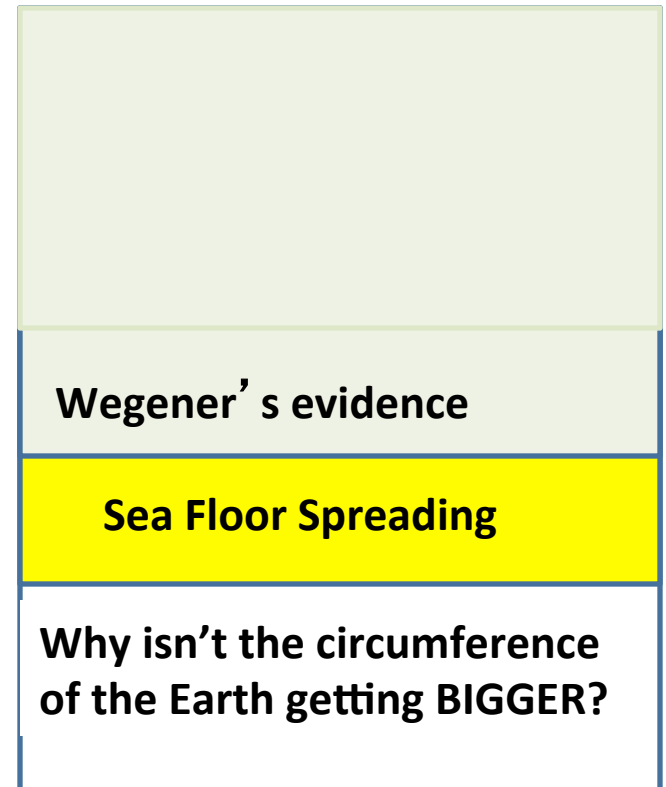 Wegener’s evidence
Sea Floor Spreading
Why isn’t the circumference
of the Earth getting BIGGER?